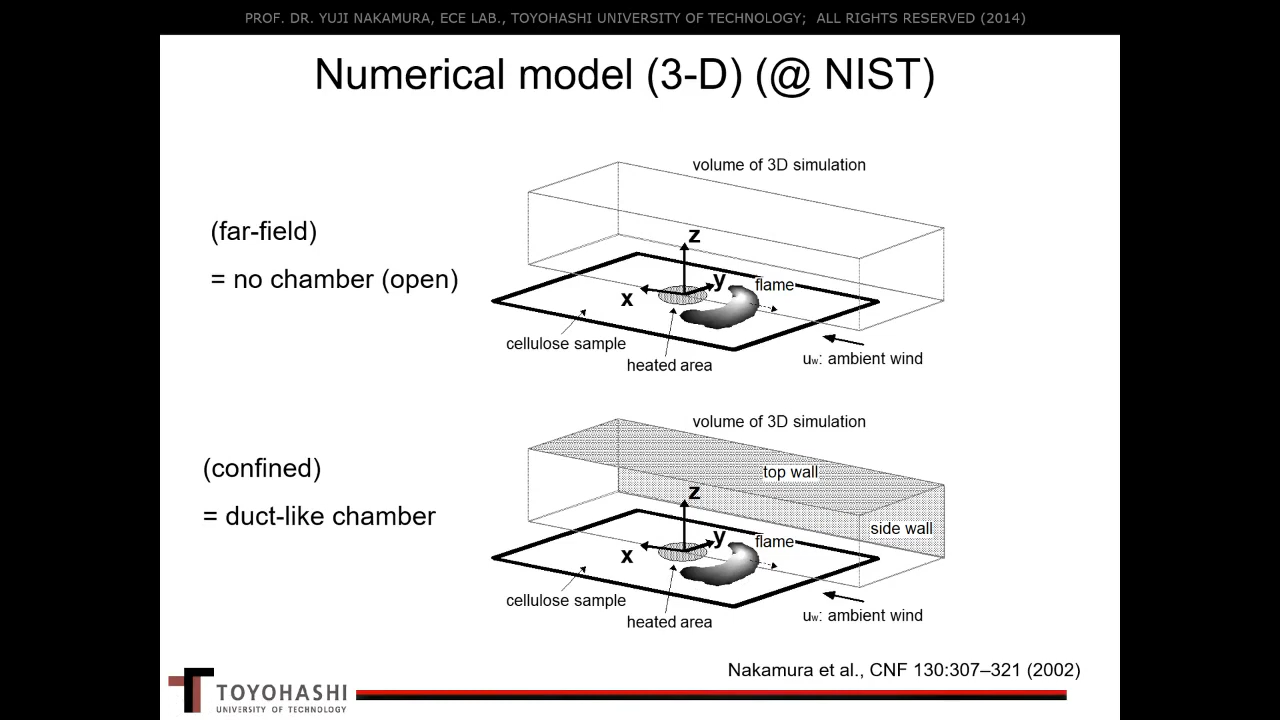 PROF. DR. YUJI NAKAMURA, ECE LAB., TOYOHASHI UNIVERSITY OF TECHNOLOGY; ALL RIGHTS RESERVED (2014)
Numerical model (3-D) (@ NIST)
volume of 3D simulation
(far-field)
= no chamber (open)
z
y
flame
x
cellulose sample
heated area
uw: ambient wind
volume of 3D simulation
(confined)
= duct-like chamber
top wall
z
side wall
y
flame
x
cellulose sample
heated area
uw: ambient wind
Nakamura et al., CNF 130:307–321 (2002)
TOYOHASHI
UNIVERSITY OF TECHNOLOGY